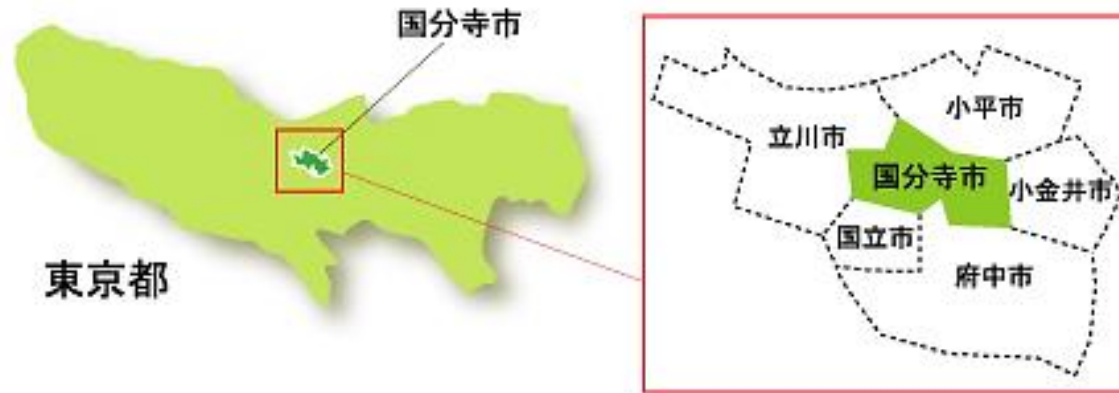 国分寺市
東京都
小平市
立川市
国分寺市
小金井市
国立市
府中市